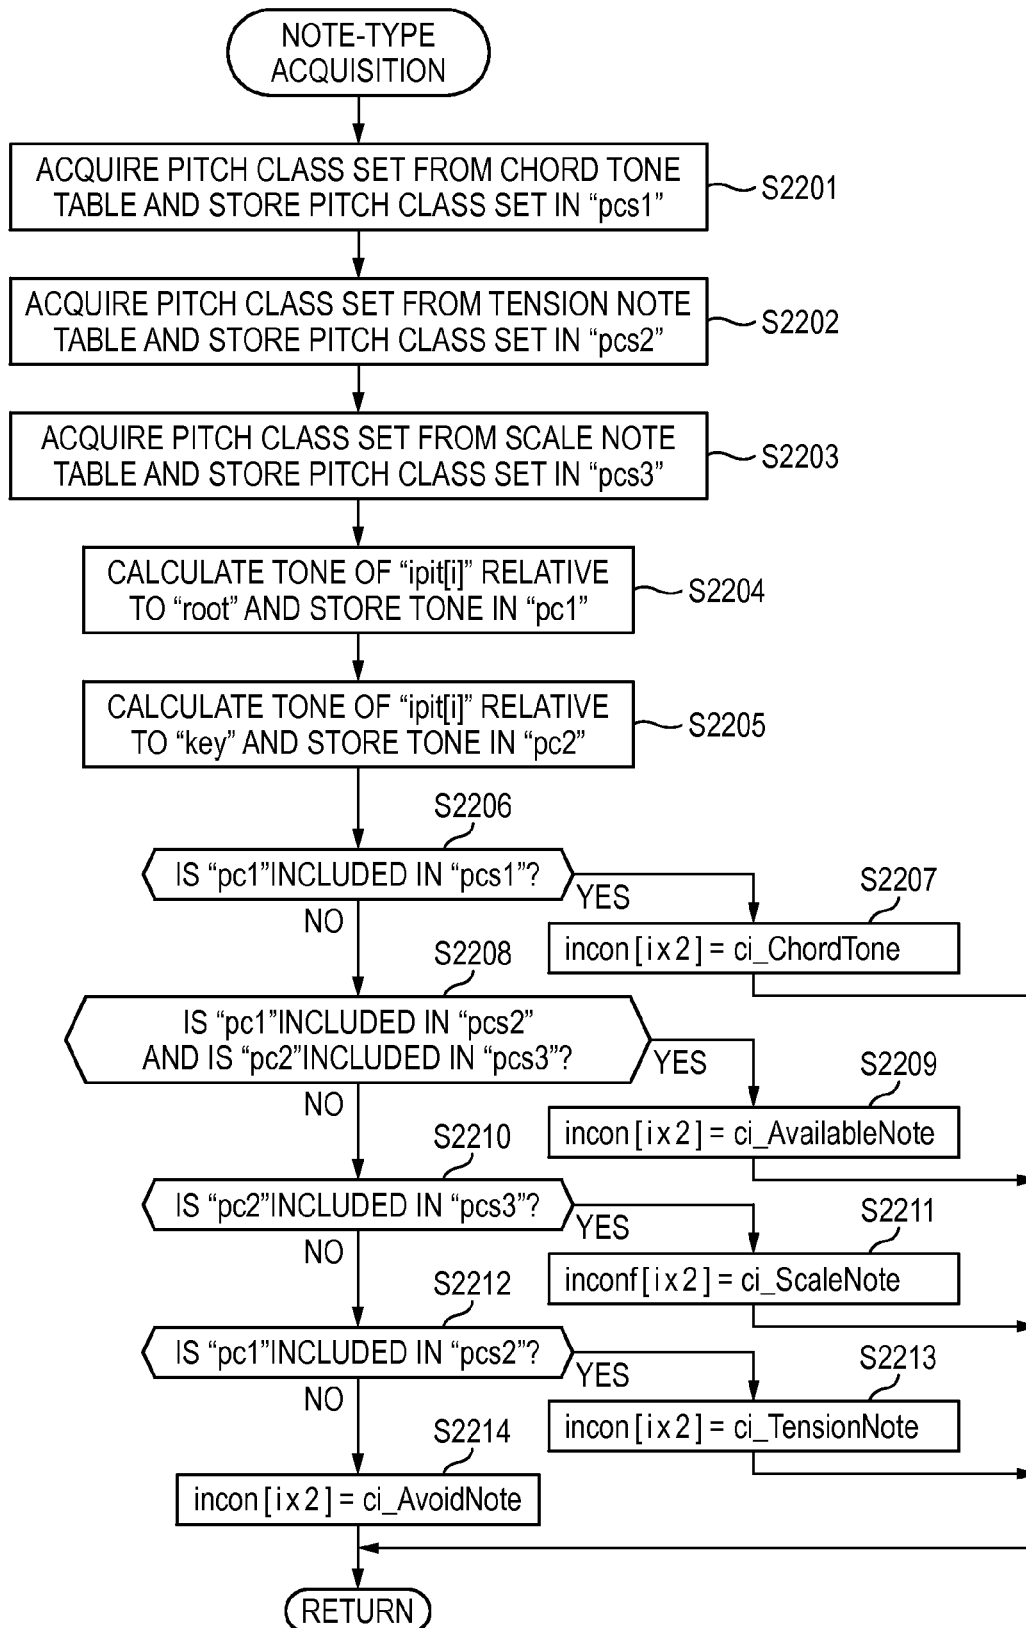 NOTE-TYPE
ACQUISITION
ACQUIRE PITCH CLASS SET FROM CHORD TONE
TABLE AND STORE PITCH CLASS SET IN “pcs1”
S2201
ACQUIRE PITCH CLASS SET FROM TENSION NOTE
TABLE AND STORE PITCH CLASS SET IN “pcs2”
S2202
ACQUIRE PITCH CLASS SET FROM SCALE NOTE
TABLE AND STORE PITCH CLASS SET IN “pcs3”
S2203
CALCULATE TONE OF “ipit[i]” RELATIVE
TO “root” AND STORE TONE IN “pc1”
S2204
CALCULATE TONE OF “ipit[i]” RELATIVE
TO “key” AND STORE TONE IN “pc2”
S2205
S2206
IS “pc1”INCLUDED IN “pcs1”?
YES
NO
S2207
incon[ix2] = ci_ChordTone
S2208
IS “pc1”INCLUDED IN “pcs2”
AND IS “pc2”INCLUDED IN “pcs3”?
YES
NO
S2209
incon[ix2] = ci_AvailableNote
S2210
IS “pc2”INCLUDED IN “pcs3”?
YES
NO
S2211
inconf[ix2] = ci_ScaleNote
S2212
IS “pc1”INCLUDED IN “pcs2”?
YES
NO
S2213
incon[ix2] = ci_TensionNote
S2214
incon[ix2] = ci_AvoidNote
RETURN